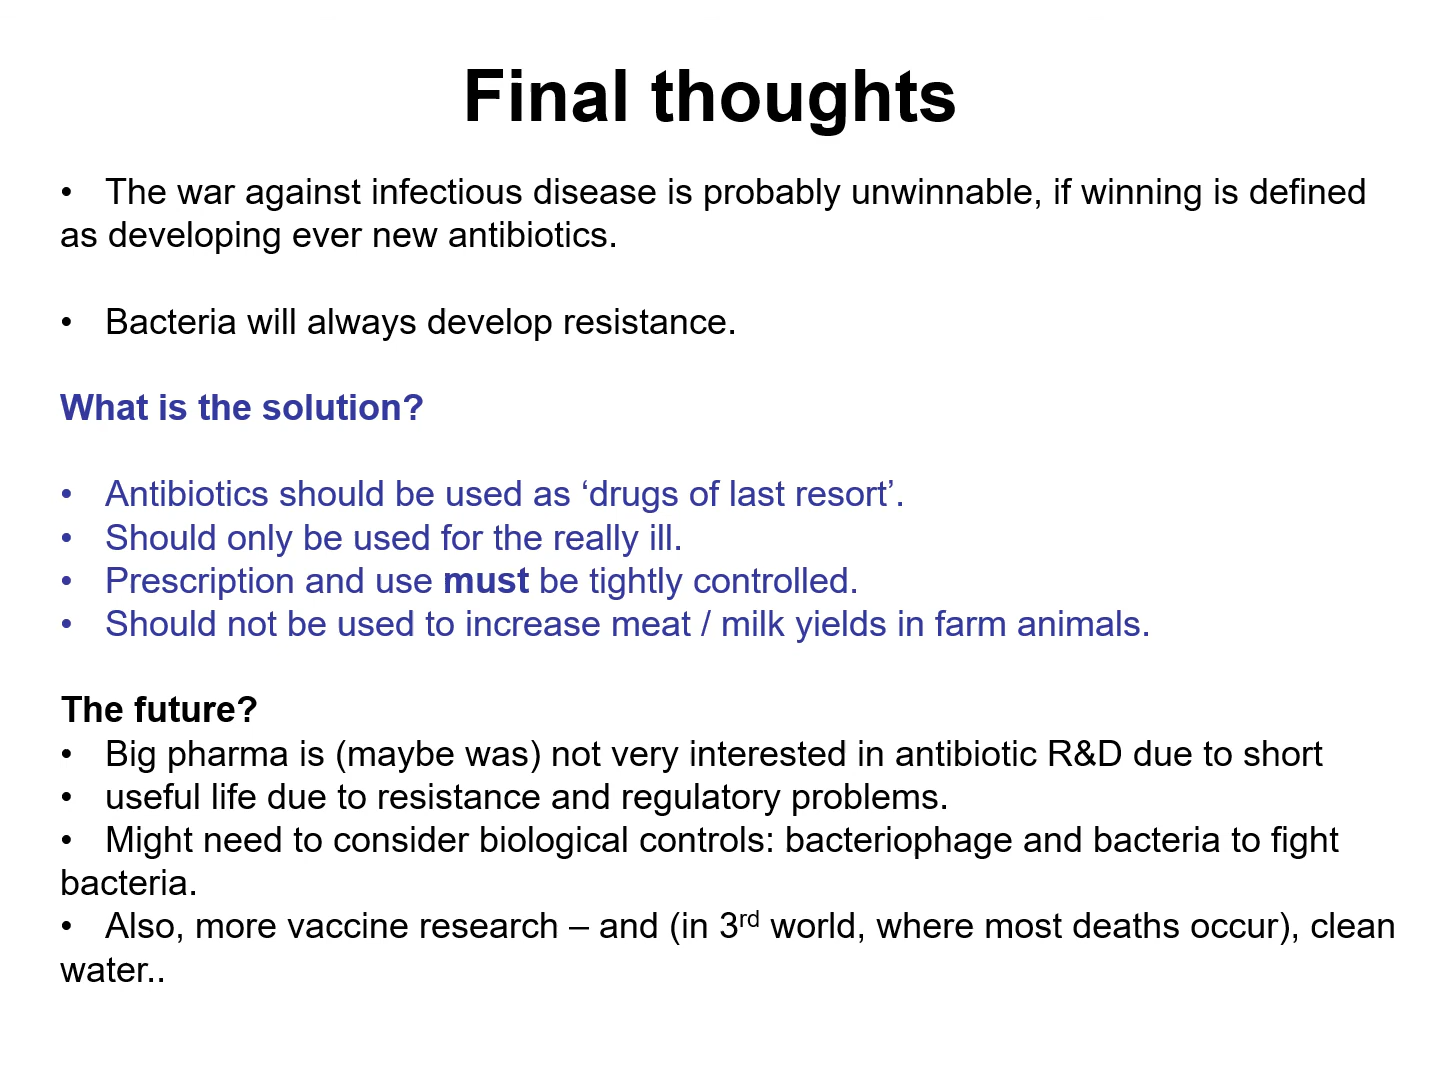 Final thoughts
• The war against infectious disease is probably unwinnable, if winning is defined
as developing ever new antibiotics.
• Bacteria will always develop resistance.
What is the solution?
• Antibiotics should be used as ‘drugs of last resort’.
• Should only be used for the really ill.
• Prescription and use must be tightly controlled.
• Should not be used to increase meat / milk yields in farm animals.
The future?
• Big pharma is (maybe was) not very interested in antibiotic R&D due to short
• useful life due to resistance and regulatory problems.
• Might need to consider biological controls: bacteriophage and bacteria to fight
bacteria.
• Also, more vaccine research – and (in 3rd world, where most deaths occur), clean
water..